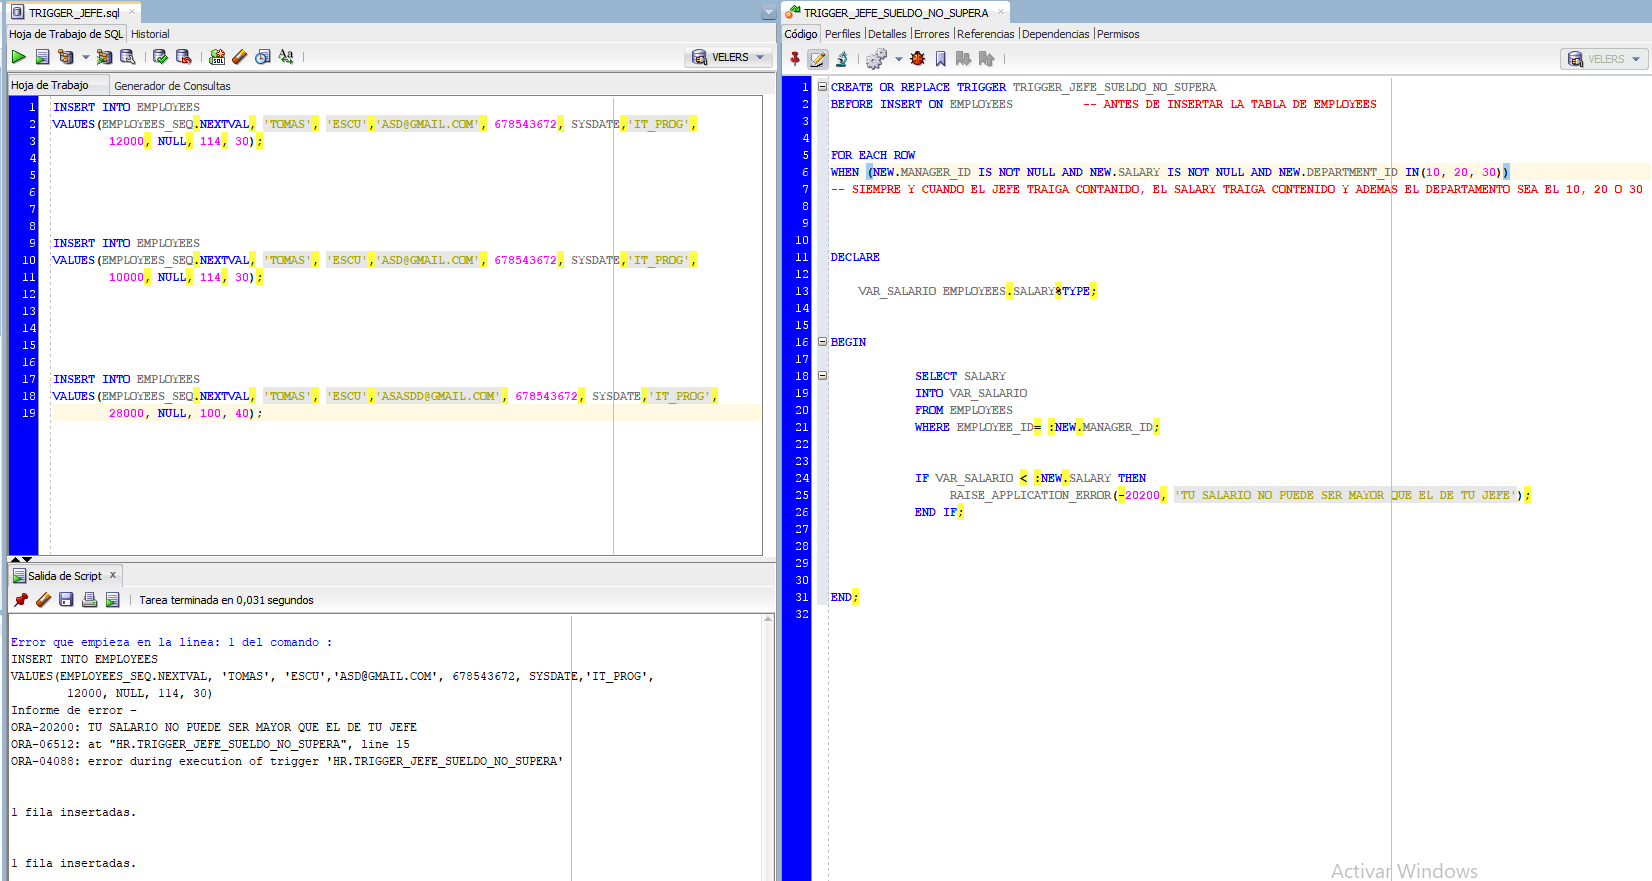 TRIGGER_JEFE.sql
Hoja de Trabajo de SQL Historial
VELERS
Hoja de Trabajo Generador de Consultas
1 INSERT INTO EMPLOYEES
2 VALUES(EMPLOYEES_SEQ.NEXTVAL, 'TOMAS', 'ESCU','ASD@GMAIL.COM', 678543672, SYSDATE,'IT_PROG',
3 12000, NULL, 114, 30);
4
5
6
7
8
9 INSERT INTO EMPLOYEES
10 VALUES(EMPLOYEES_SEQ.NEXTVAL, 'TOMAS', 'ESCU','ASD@GMAIL.COM', 678543672, SYSDATE,'IT_PROG',
11 10000, NULL, 114, 30);
12
13
14
15
16
17 INSERT INTO EMPLOYEES
18 VALUES(EMPLOYEES_SEQ.NEXTVAL, 'TOMAS', 'ESCU','ASASDD@GMAIL.COM', 678543672, SYSDATE,'IT_PROG',
19 28000, NULL, 100, 40);
Salida de Script
Tarea terminada en 0,031 segundos
Error que empieza en la línea: 1 del comando :
INSERT INTO EMPLOYEES
VALUES(EMPLOYEES_SEQ.NEXTVAL, 'TOMAS', 'ESCU','ASD@GMAIL.COM', 678543672, SYSDATE,'IT_PROG',
12000, NULL, 114, 30)
Informe de error -
ORA-20200: TU SALARIO NO PUEDE SER MAYOR QUE EL DE TU JEFE
ORA-06512: at "HR.TRIGGER_JEFE_SUELDO_NO_SUPERA", line 15
ORA-04088: error during execution of trigger 'HR.TRIGGER_JEFE_SUELDO_NO_SUPERA'
1 fila insertadas.
1 fila insertadas.
TRIGGER_JEFE_SUELDO_NO_SUPERA
Código Perfiles Detalles Errores Referencias Dependencias Permisos
VELERS
1 CREATE OR REPLACE TRIGGER TRIGGER_JEFE_SUELDO_NO_SUPERA
2 BEFORE INSERT ON EMPLOYEES -- ANTES DE INSERTAR LA TABLA DE EMPLOYEES
3
4
5 FOR EACH ROW
6 WHEN (NEW.MANAGER_ID IS NOT NULL AND NEW.SALARY IS NOT NULL AND NEW.DEPARTMENT_ID IN(10, 20, 30))
7 -- SIEMPRE Y CUANDO EL JEFE TRAIGA CONTANIDO, EL SALARY TRAIGA CONTENIDO Y ADEMAS EL DEPARTAMENTO SEA EL 10, 20 O 30
8
9
10
11 DECLARE
12
13 VAR_SALARIO EMPLOYEES.SALARY%TYPE;
14
15
16 BEGIN
17
18 SELECT SALARY
19 INTO VAR_SALARIO
20 FROM EMPLOYEES
21 WHERE EMPLOYEE_ID= :NEW.MANAGER_ID;
22
23
24 IF VAR_SALARIO < :NEW.SALARY THEN
25 RAISE_APPLICATION_ERROR(-20200, 'TU SALARIO NO PUEDE SER MAYOR QUE EL DE TU JEFE');
26 END IF;
27
28
29
30
31 END;
32
Activar Windows